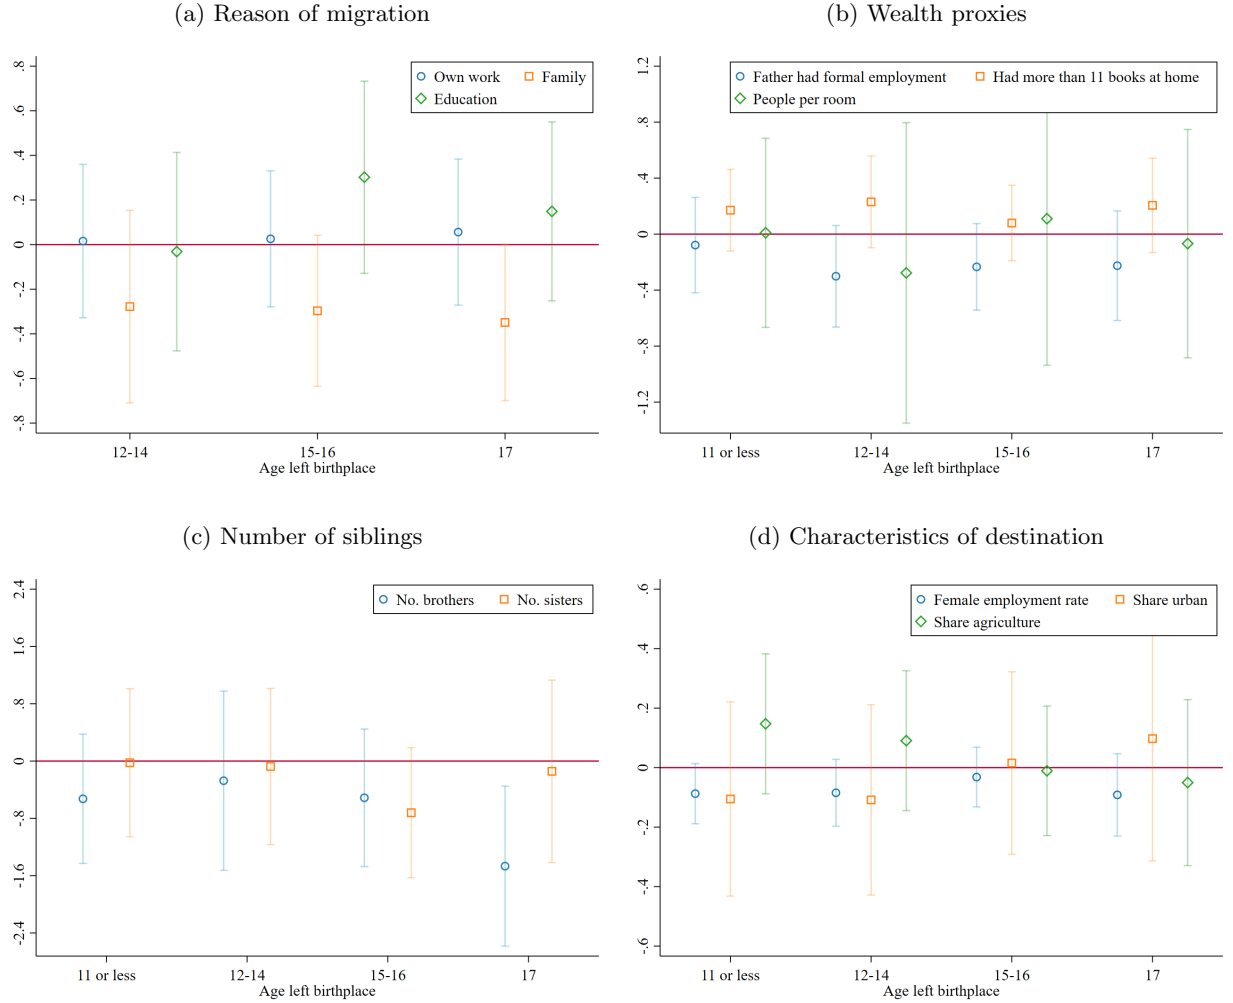 (a) Reason of migration
Own work Family
Education
.8
.6
.4
.2
0
-.2
-.4
-.6
-.8
12-14 15-16 17
Age left birthplace
(b) Wealth proxies
Father had formal employment Had more than 11 books at home
People per room
1.2
.8
.4
0
-.4
-.8
-1.2
11 or less 12-14 15-16 17
Age left birthplace
(c) Number of siblings
No. brothers No. sisters
2.4
1.6
.8
0
-.8
-1.6
-2.4
11 or less 12-14 15-16 17
Age left birthplace
(d) Characteristics of destination
Female employment rate Share urban
Share agriculture
.6
.4
.2
0
-.2
-.4
-.6
11 or less 12-14 15-16 17
Age left birthplace